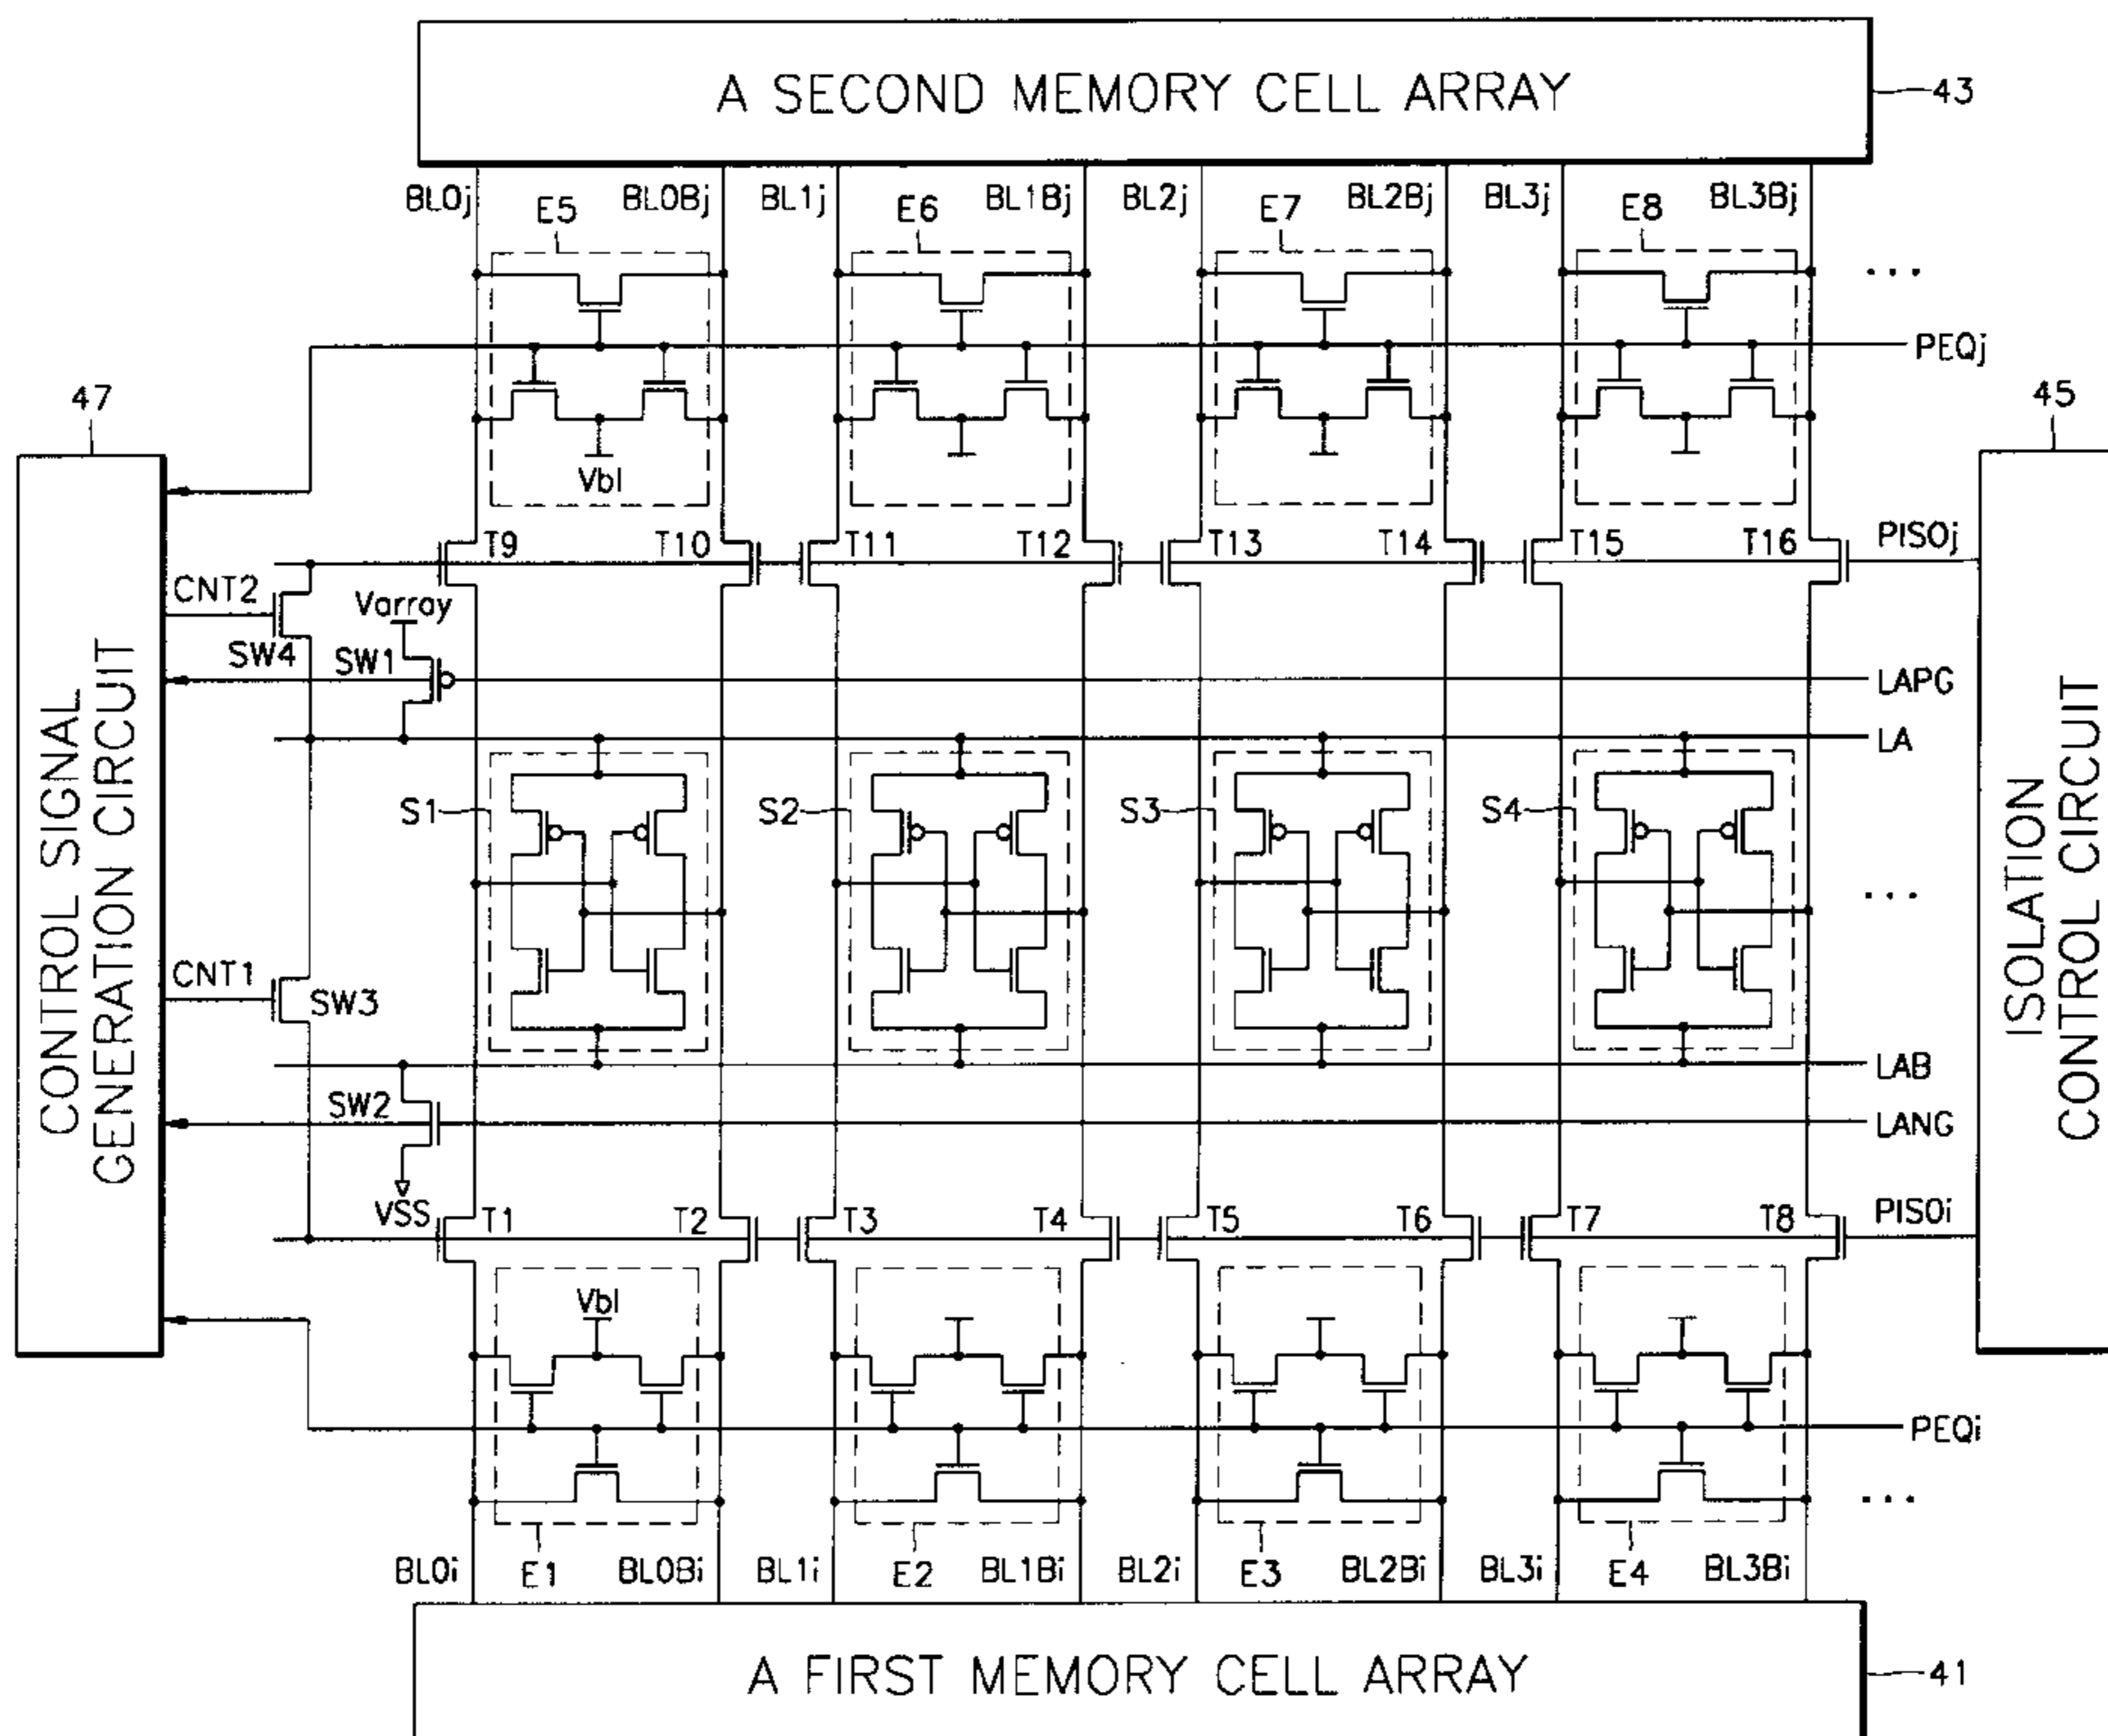 A SECOND MEMORY CELL ARRAY
43
BL0j
E5
BL0Bj
BL1j
E6
BL1Bj
BL2j
E7
BL2Bj
BL3j
E8
BL3Bj
...
PEQj
47
45
Vbl
T9
T10
T11
T12
T13
T14
T15
T16
PISOj
CNT2
Varray
SW4
SW1
LAPG
LA
CONTROL SIGNAL
GENERATION CIRCUIT
ISOLATION
CONTROL CIRCUIT
S1
S2
S3
S4
...
CNT1
SW3
LAB
SW2
LANG
VSS
T1
T2
T3
T4
T5
T6
T7
T8
PISOi
Vbl
PEQi
...
BL0i
E1
BL0Bi
BL1i
E2
BL1Bi
BL2i
E3
BL2Bi
BL3i
E4
BL3Bi
A FIRST MEMORY CELL ARRAY
41